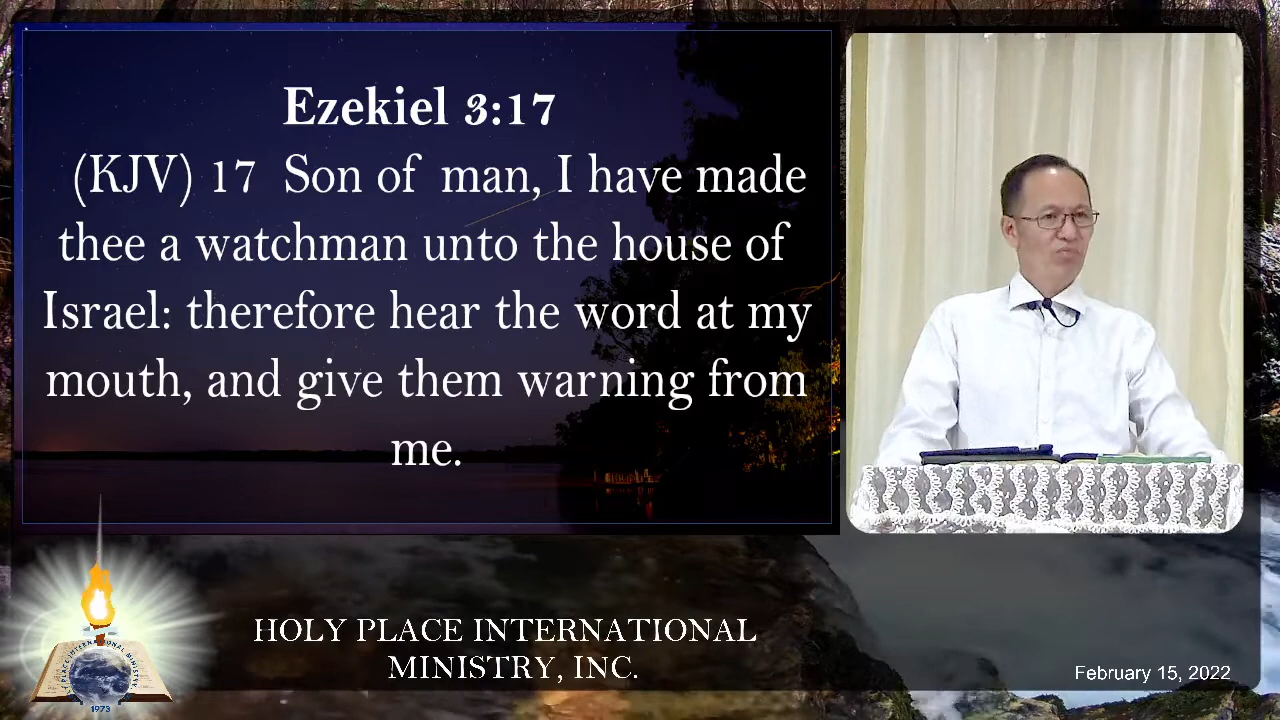 Ezekiel 3:17
(KJV) 17 Son of man, I have made
thee a watchman unto the house of
Israel: therefore hear the word at my
mouth, and give them warning from
me.
HOLY PLACE INTERNATIONAL
MINISTRY, INC.
1973
February 15, 2022